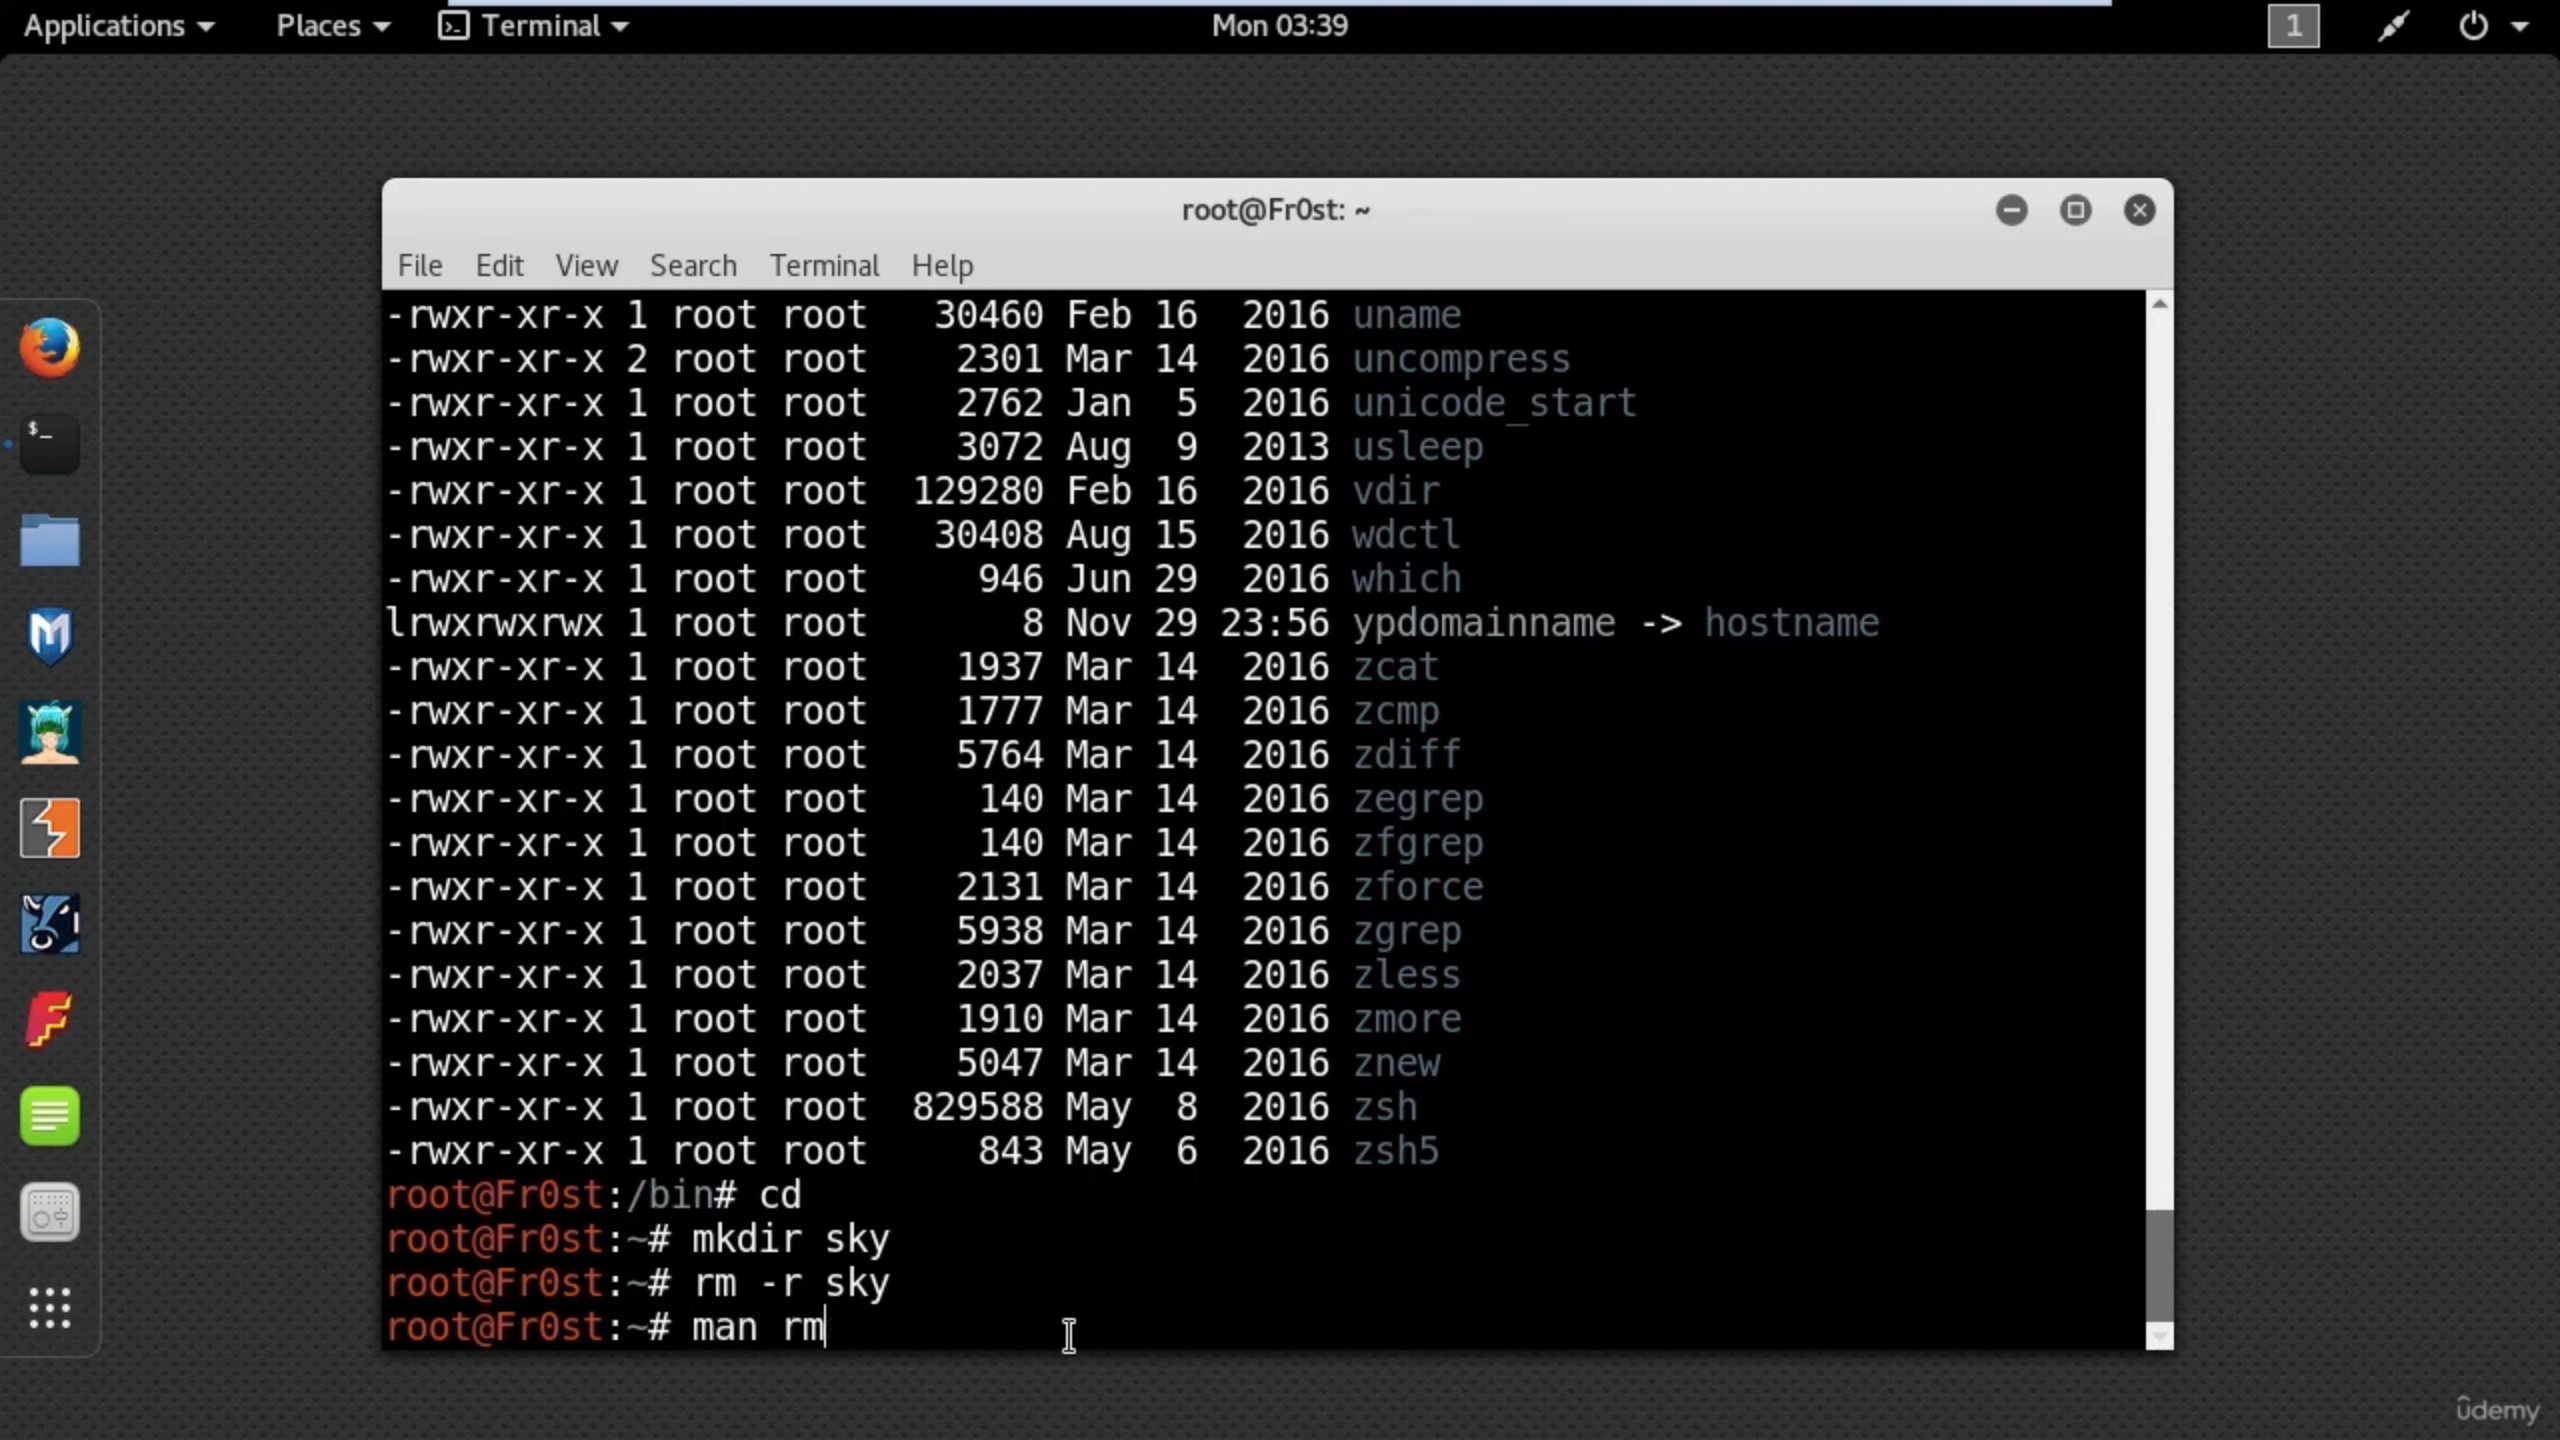 Applications Places Terminal Mon 03:39 1
root@Fr0st: ~
File Edit View Search Terminal Help
-rwxr-xr-x 1 root root 30460 Feb 16 2016 uname
-rwxr-xr-x 2 root root 2301 Mar 14 2016 uncompress
-rwxr-xr-x 1 root root 2762 Jan 5 2016 unicode_start
-rwxr-xr-x 1 root root 3072 Aug 9 2013 usleep
-rwxr-xr-x 1 root root 129280 Feb 16 2016 vdir
-rwxr-xr-x 1 root root 30408 Aug 15 2016 wdctl
-rwxr-xr-x 1 root root 946 Jun 29 2016 which
lrwxrwxrwx 1 root root 8 Nov 29 23:56 ypdomainname -> hostname
-rwxr-xr-x 1 root root 1937 Mar 14 2016 zcat
-rwxr-xr-x 1 root root 1777 Mar 14 2016 zcmp
-rwxr-xr-x 1 root root 5764 Mar 14 2016 zdiff
-rwxr-xr-x 1 root root 140 Mar 14 2016 zegrep
-rwxr-xr-x 1 root root 140 Mar 14 2016 zfgrep
-rwxr-xr-x 1 root root 2131 Mar 14 2016 zforce
-rwxr-xr-x 1 root root 5938 Mar 14 2016 zgrep
-rwxr-xr-x 1 root root 2037 Mar 14 2016 zless
-rwxr-xr-x 1 root root 1910 Mar 14 2016 zmore
-rwxr-xr-x 1 root root 5047 Mar 14 2016 znew
-rwxr-xr-x 1 root root 829588 May 8 2016 zsh
-rwxr-xr-x 1 root root 843 May 6 2016 zsh5
root@Fr0st:/bin# cd
root@Fr0st:~# mkdir sky
root@Fr0st:~# rm -r sky
root@Fr0st:~# man rm
ûdemy